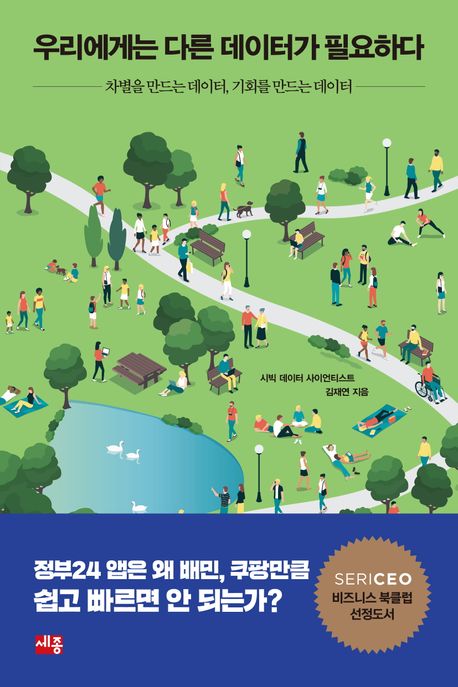 우리에게는 다른 데이터가 필요하다
차별을 만드는 데이터, 기회를 만드는 데이터
시빅 데이터 사이언티스트
김재연 지음
정부24 앱은 왜 배민, 쿠팡만큼
쉽고 빠르면 안 되는가?
SERICEO
비즈니스 북클럽
선정도서
세종